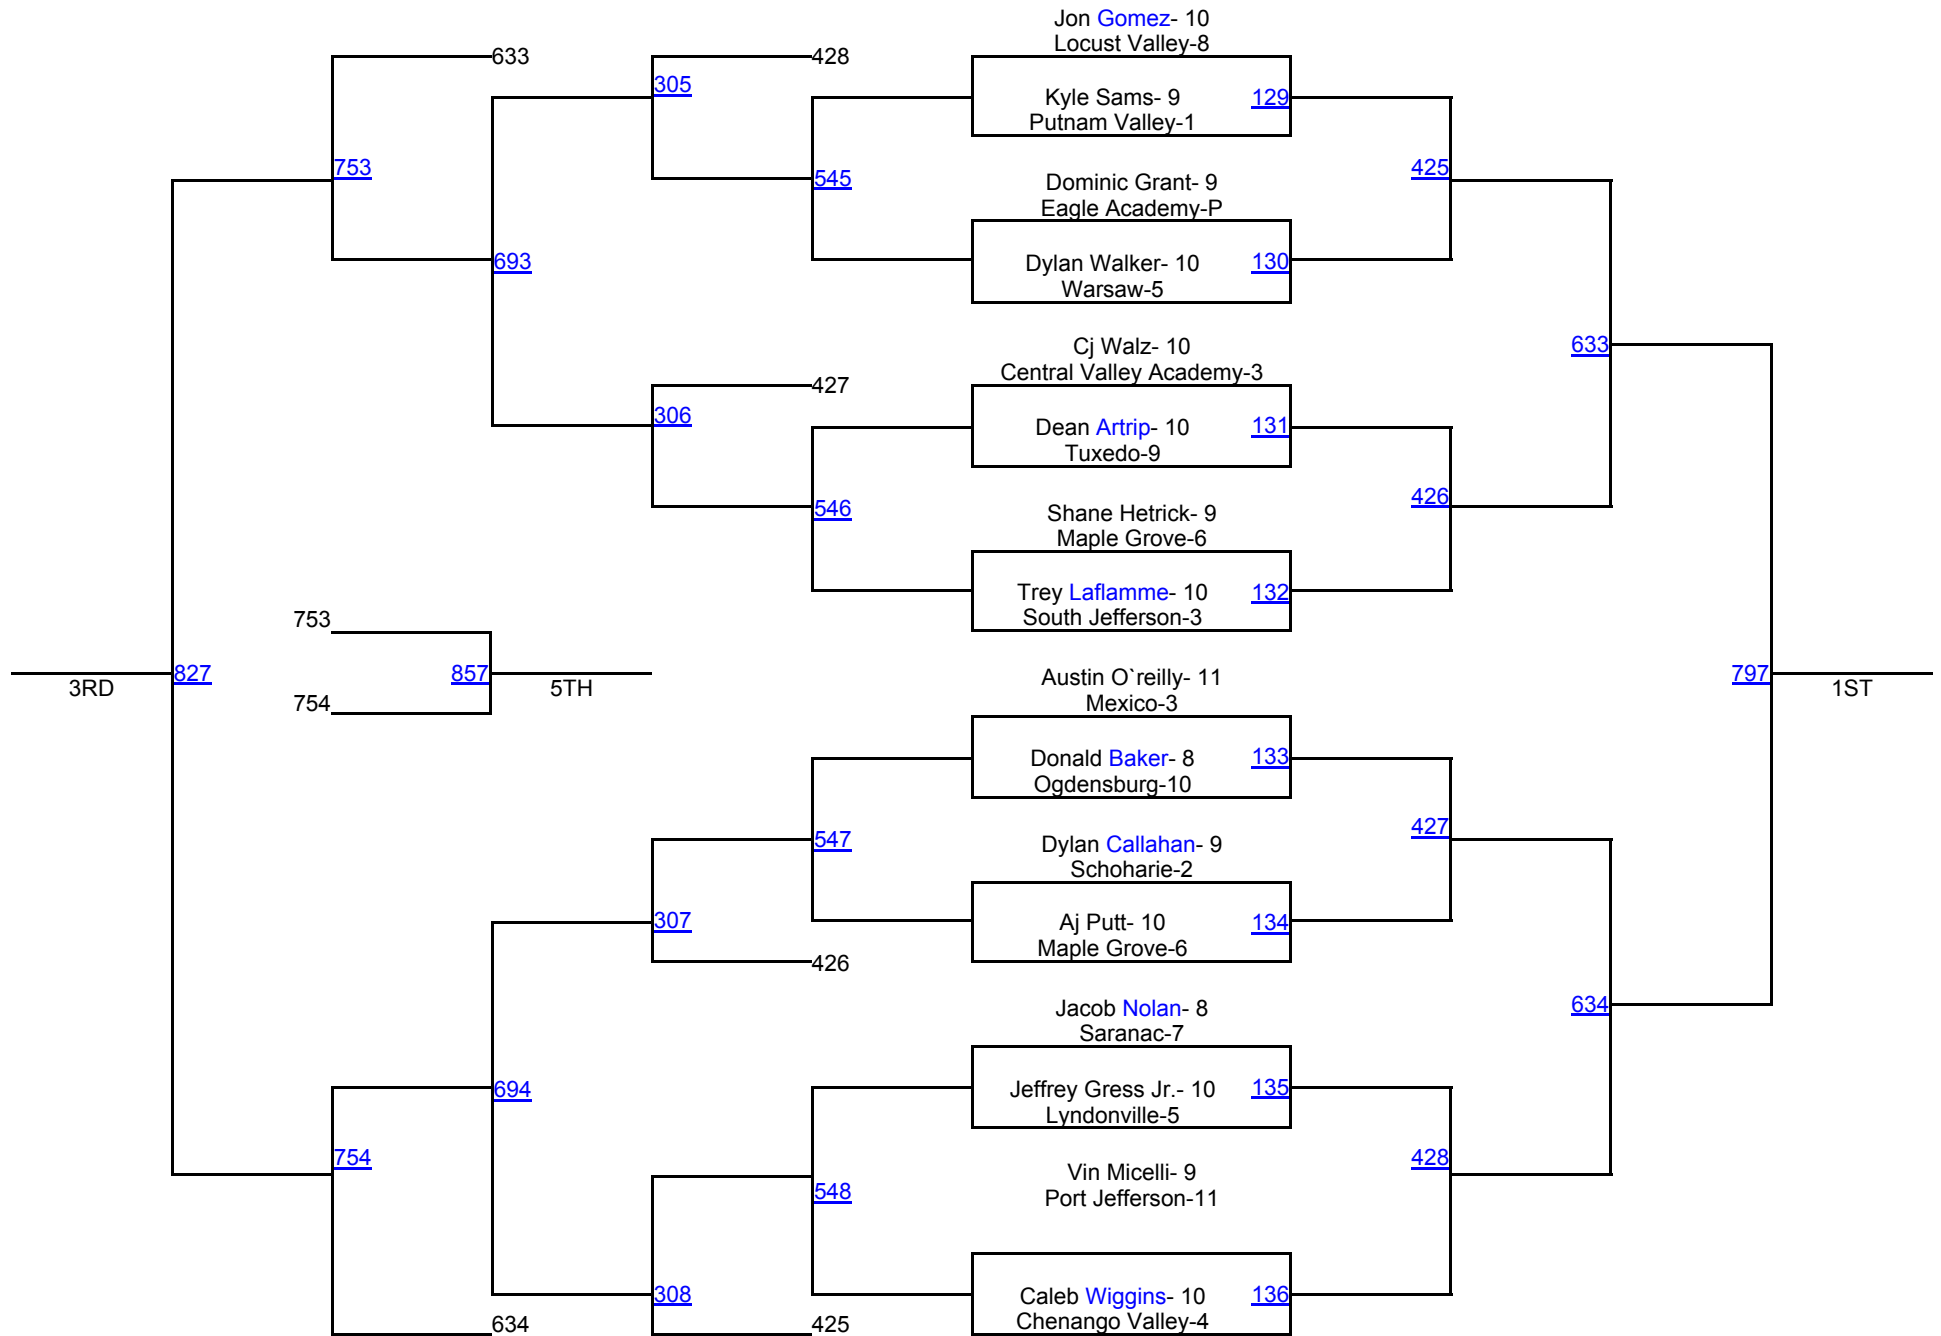 Jon Gomez- 10
Locust Valley-8
633
428
305
Kyle Sams- 9
129
Putnam Valley-1
753
545
425
Dominic Grant- 9
Eagle Academy-P
693
Dylan Walker- 10
130
Warsaw-5
Cj Walz- 10
633
Central Valley Academy-3
427
306
Dean Artrip- 10
131
Tuxedo-9
546
426
Shane Hetrick- 9
Maple Grove-6
Trey Laflamme- 10
132
South Jefferson-3
753
827
3RD
857
5TH
754
Austin O`reilly- 11
Mexico-3
797
1ST
Donald Baker- 8
133
Ogdensburg-10
547
427
Dylan Callahan- 9
Schoharie-2
307
Aj Putt- 10
134
Maple Grove-6
426
Jacob Nolan- 8
634
Saranac-7
694
Jeffrey Gress Jr.- 10
135
Lyndonville-5
754
428
Vin Micelli- 9
548
Port Jefferson-11
308
Caleb Wiggins- 10
136
Chenango Valley-4
634
425